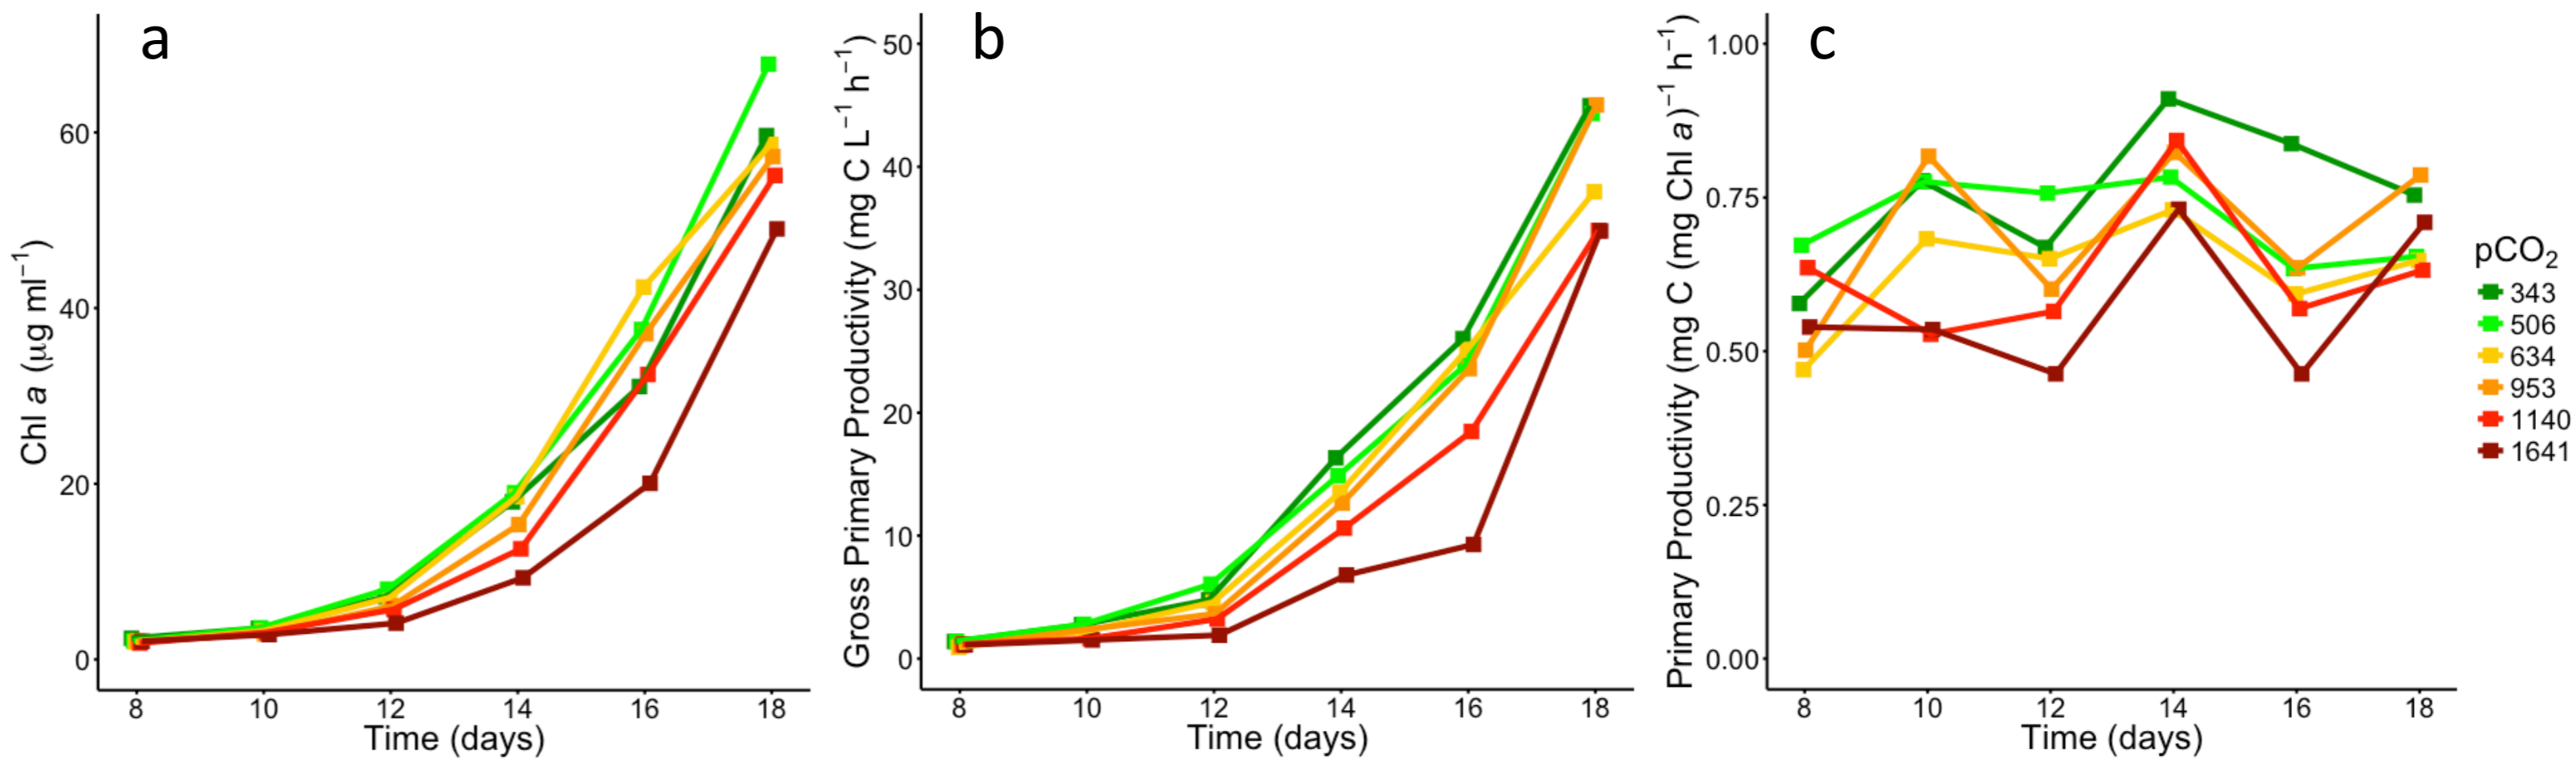 a
Chl a (μg ml⁻¹)
60
40
20
0
8 10 12 14 16 18
Time (days)
b
Gross Primary Productivity (mg C L⁻¹ h⁻¹)
50
40
30
20
10
0
8 10 12 14 16 18
Time (days)
c
Primary Productivity (mg C (mg Chl a)⁻¹ h⁻¹)
1.00
0.75
0.50
0.25
0.00
8 10 12 14 16 18
Time (days)
pCO₂
343
506
634
953
1140
1641